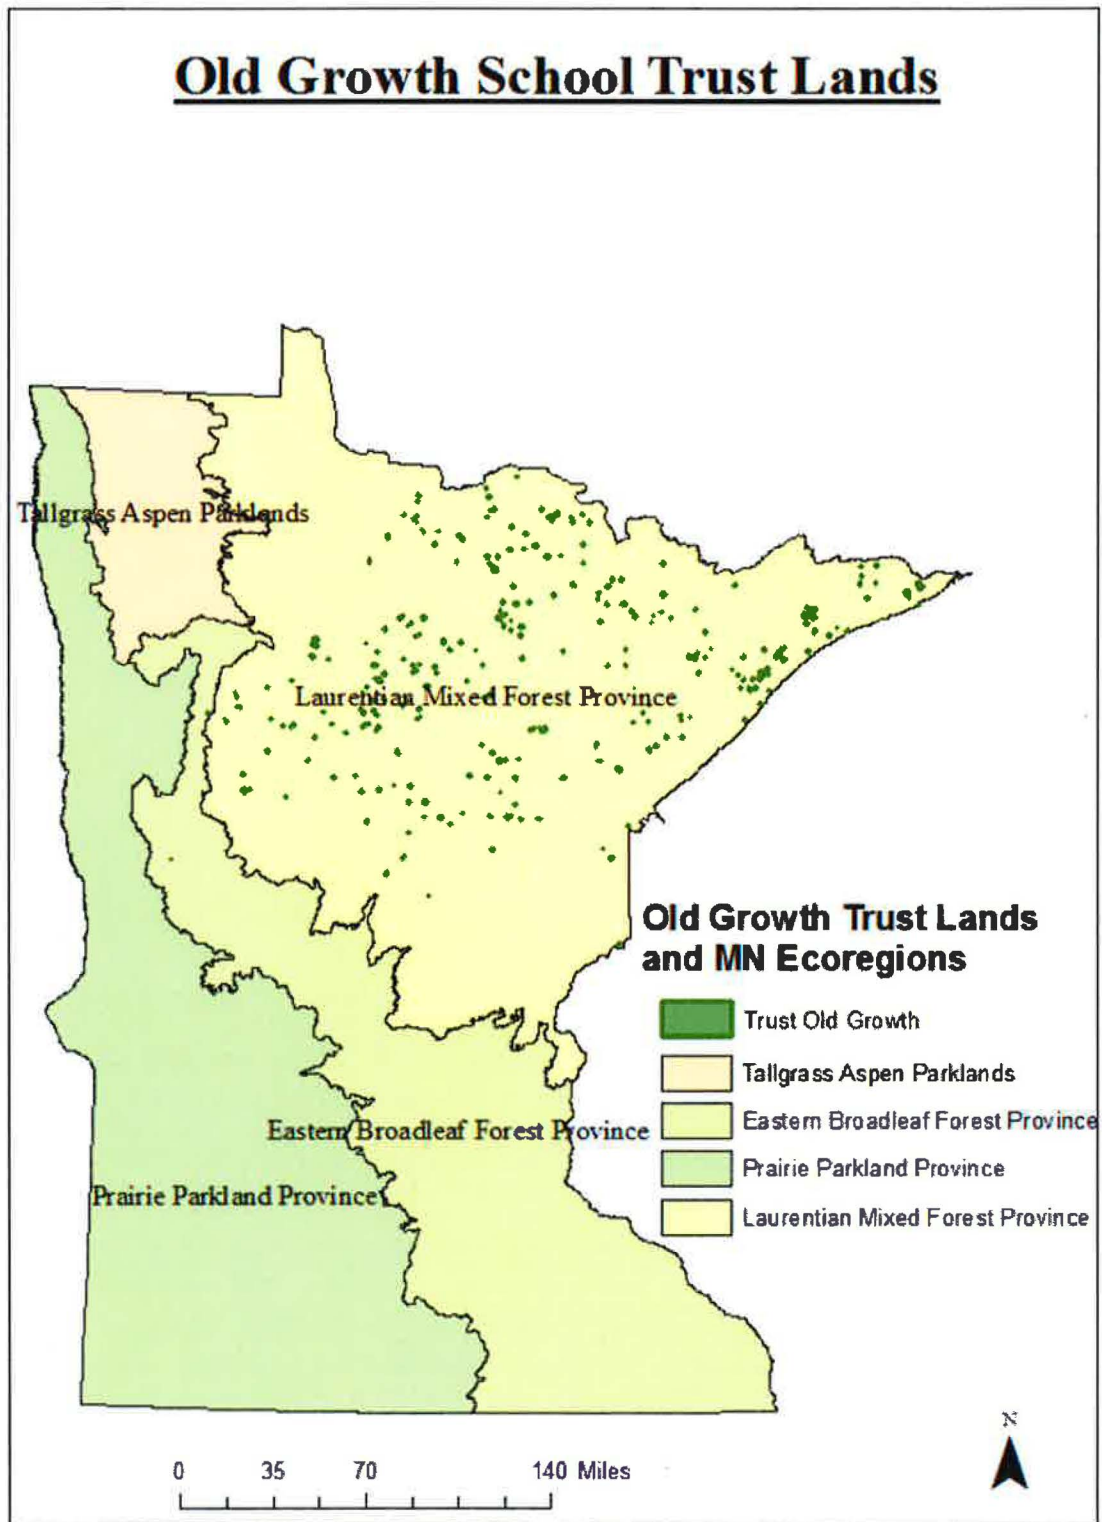 Old Growth School Trust Lands
Tallgrass Aspen Parklands
Laurentian Mixed Forest Province
Eastern Broadleaf Forest Province
Prairie Parkland Province
Old Growth Trust Lands
and MN Ecoregions
Trust Old Growth
Tallgrass Aspen Parklands
Eastern Broadleaf Forest Province
Prairie Parkland Province
Laurentian Mixed Forest Province
N
0 35 70 140 Miles